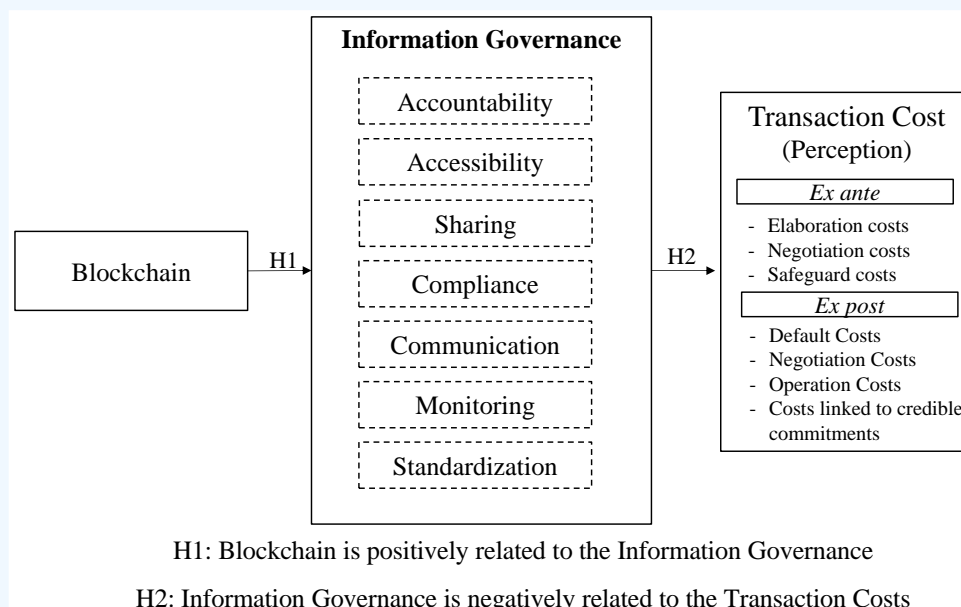 Information Governance
Accountability
Accessibility
Sharing
Compliance
Communication
Monitoring
Standardization
Blockchain
H1
H2
Transaction Cost
(Perception)
Ex ante
- Elaboration costs
- Negotiation costs
- Safeguard costs
Ex post
- Default Costs
- Negotiation Costs
- Operation Costs
- Costs linked to credible
commitments
H1: Blockchain is positively related to the Information Governance
H2: Information Governance is negatively related to the Transaction Costs